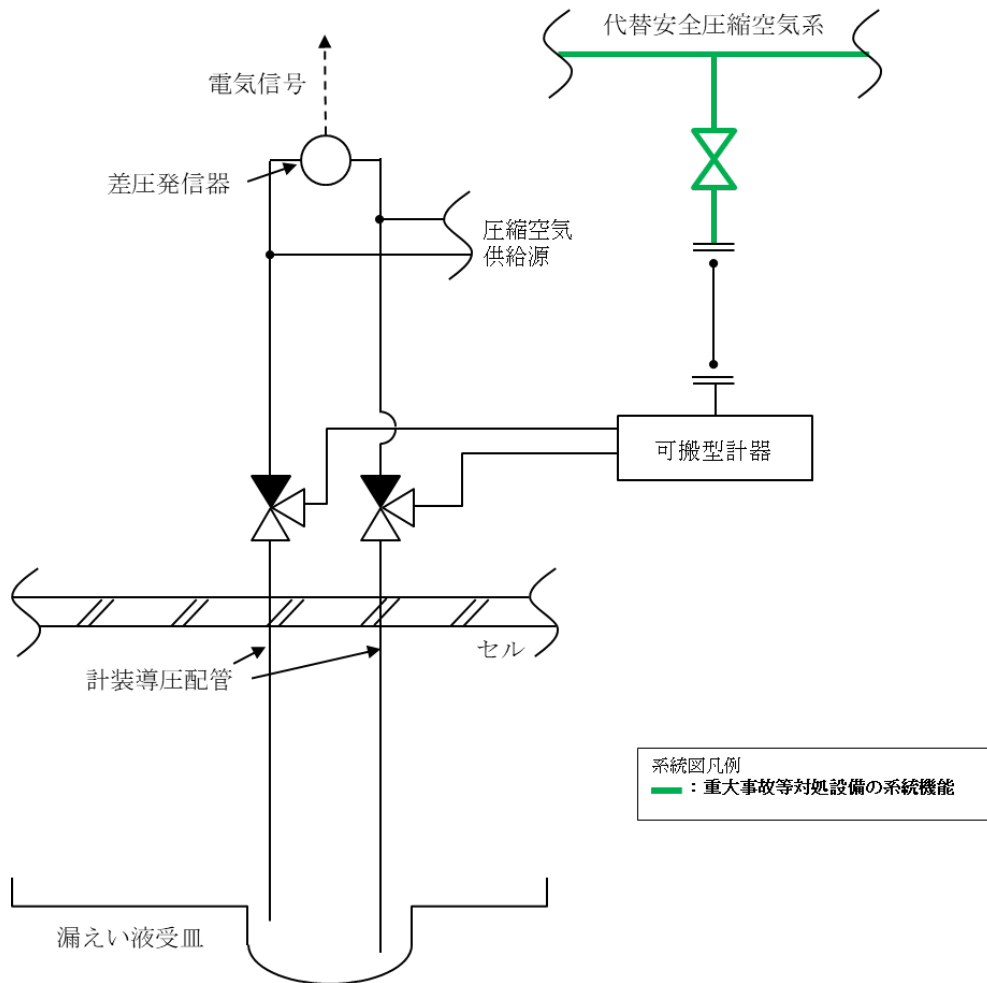 代替安全圧縮空気系
電気信号
差圧発信器
圧縮空気
供給源
可搬型計器
セル
計装導圧配管
系統図凡例
：重大事故等対処設備の系統機能
漏えい液受皿